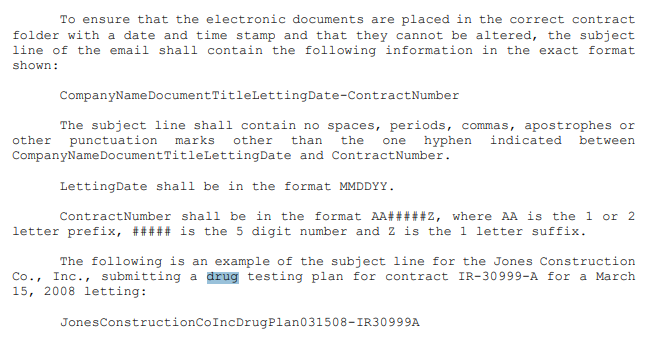 To ensure that the electronic documents are placed in the correct contract
folder with a date and time stamp and that they cannot be altered, the subject
line of the email shall contain the following information in the exact format
shown:
CompanyNameDocumentTitleLettingDate-ContractNumber
The subject line shall contain no spaces, periods, commas, apostrophes or
other punctuation marks other than the one hyphen indicated between
CompanyNameDocumentTitleLettingDate and ContractNumber.
LettingDate shall be in the format MMDDYY.
ContractNumber shall be in the format AA#####Z, where AA is the 1 or 2
letter prefix, ##### is the 5 digit number and Z is the 1 letter suffix.
The following is an example of the subject line for the Jones Construction
Co., Inc., submitting a drug testing plan for contract IR-30999-A for a March
15, 2008 letting:
JonesConstructionCoIncDrugPlan031508-IR30999A